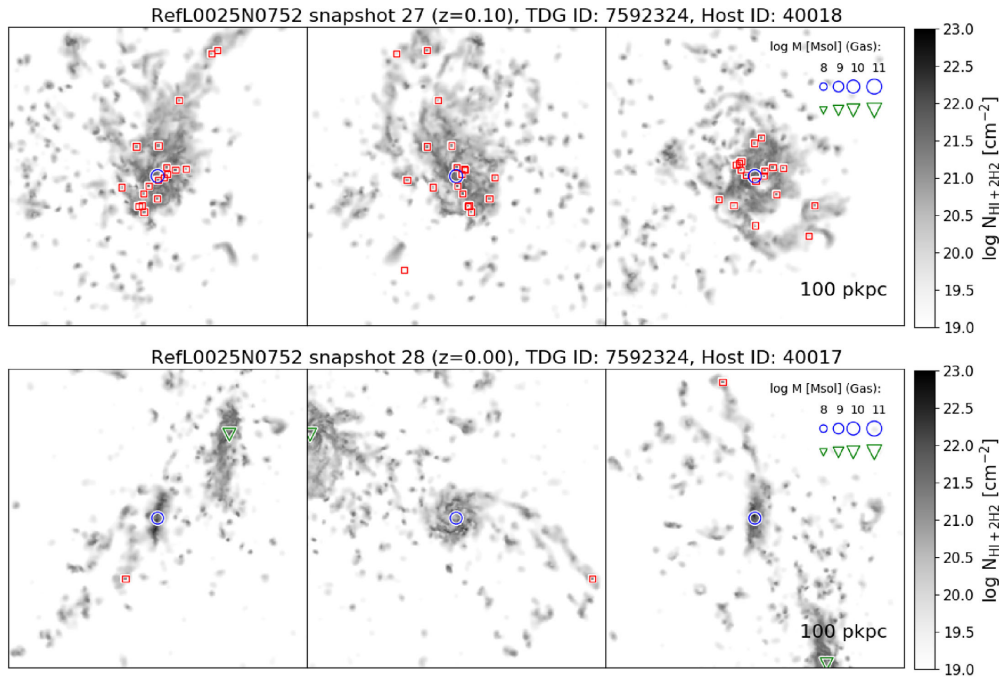 RefL0025N0752 snapshot 27 (z=0.10), TDG ID: 7592324, Host ID: 40018
log M [Msol] (Gas):
8 9 10 11
100 pkpc
23.0
22.5
22.0
21.5
21.0
20.5
20.0
19.5
19.0
log N_{HI+2H2} [cm^{-2}]
RefL0025N0752 snapshot 28 (z=0.00), TDG ID: 7592324, Host ID: 40017
log M [Msol] (Gas):
8 9 10 11
100 pkpc
23.0
22.5
22.0
21.5
21.0
20.5
20.0
19.5
19.0
log N_{HI+2H2} [cm^{-2}]